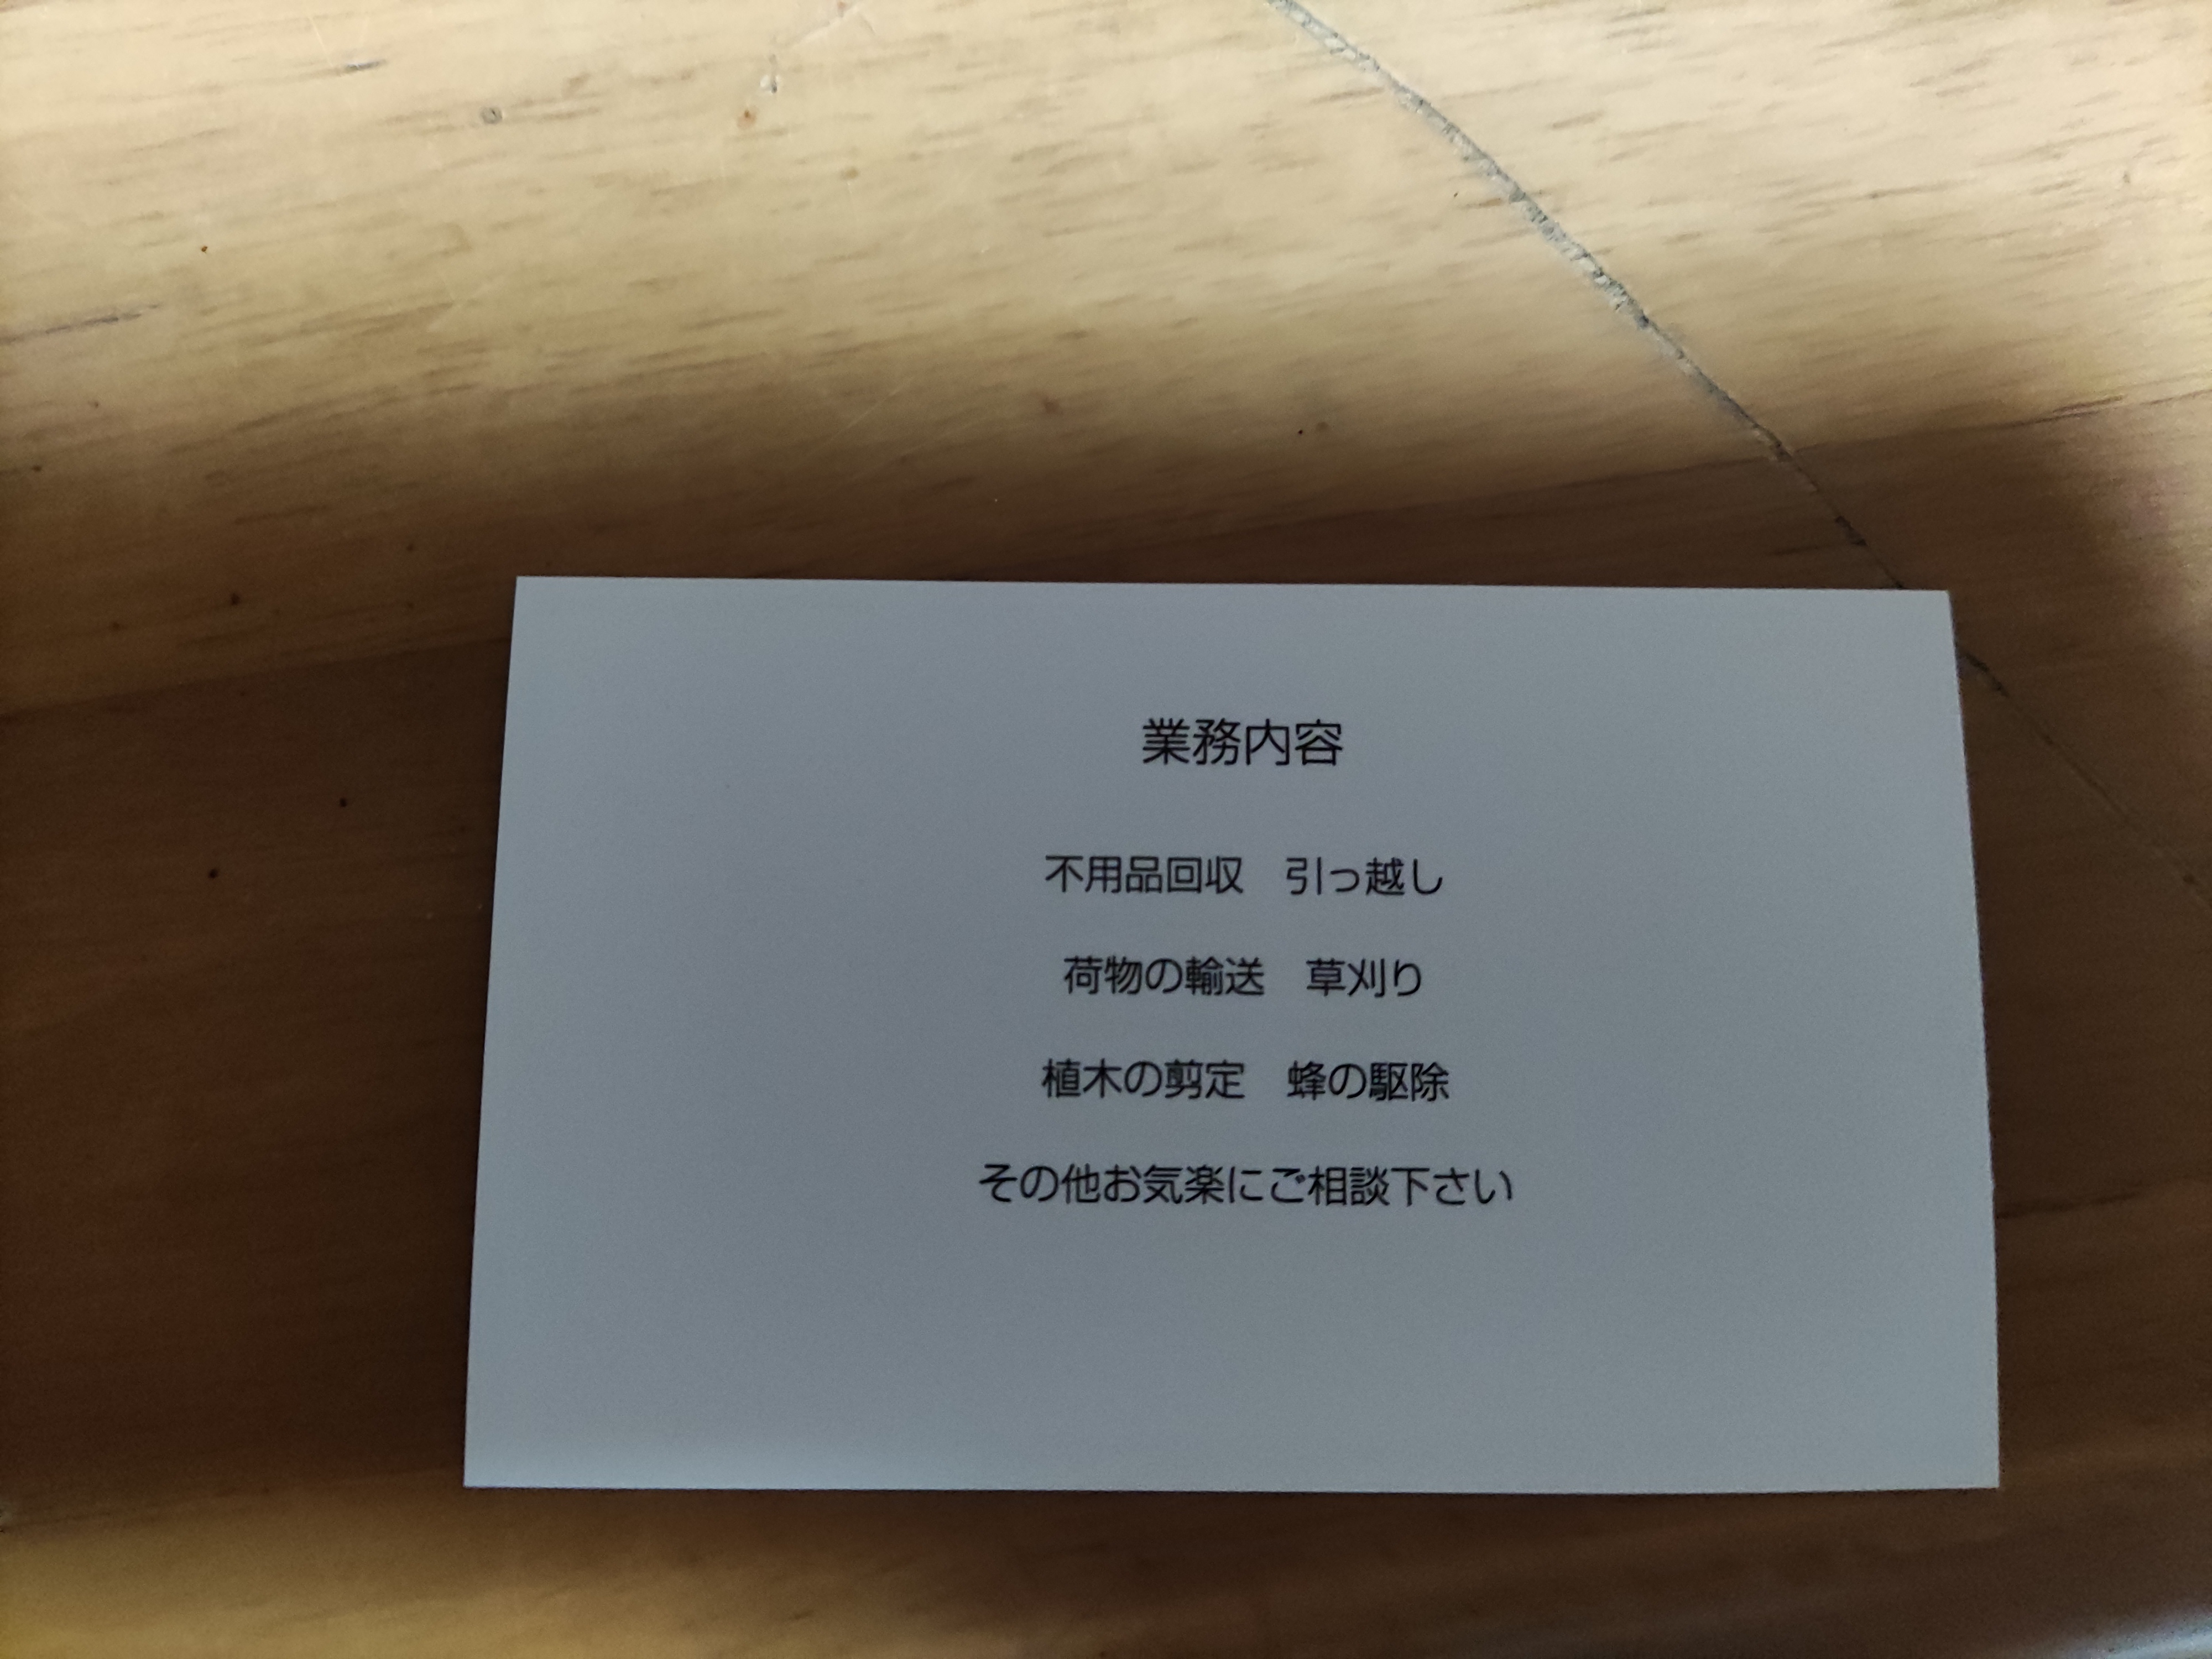 業務内容
不用品回収　引っ越し
荷物の輸送　草刈り
植木の剪定　蜂の駆除
その他お気楽にご相談下さい